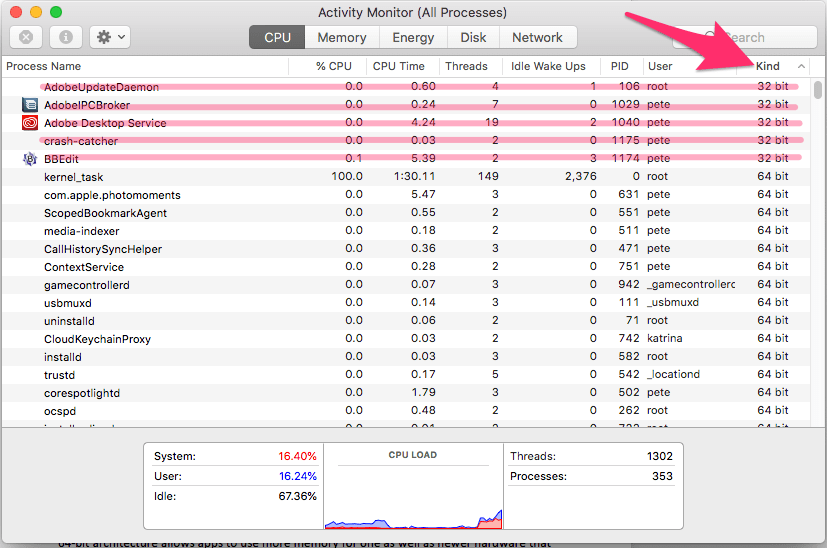 Activity Monitor (All Processes)
CPU Memory Energy Disk Network Search
Process Name % CPU CPU Time Threads Idle Wake Ups PID User Kind
AdobeUpdateDaemon 0.0 0.60 4 1 106 root 32 bit
AdobeIPCBroker 0.0 0.24 7 0 1029 pete 32 bit
Adobe Desktop Service 0.0 4.24 19 2 1040 pete 32 bit
crash-catcher 0.0 0.03 2 0 1175 pete 32 bit
BBEdit 0.1 5.39 2 3 1174 pete 32 bit
kernel_task 100.0 1:30.11 149 2,376 0 root 64 bit
com.apple.photomoments 0.0 5.47 3 0 631 pete 64 bit
ScopedBookmarkAgent 0.0 0.55 2 0 551 pete 64 bit
media-indexer 0.0 0.18 2 0 511 pete 64 bit
CallHistorySyncHelper 0.0 0.36 3 0 471 pete 64 bit
ContextService 0.0 0.28 2 0 751 pete 64 bit
gamecontrollerd 0.0 0.07 3 0 942 _gamecontrollerd 64 bit
usbmuxd 0.0 0.14 3 0 111 _usbmuxd 64 bit
uninstalld 0.0 0.06 2 0 71 root 64 bit
CloudKeychainProxy 0.0 0.03 2 0 742 katrina 64 bit
installd 0.0 0.03 3 0 582 root 64 bit
trustd 0.0 0.17 5 0 542 _locationd 64 bit
corespotlightd 0.0 1.79 3 0 502 pete 64 bit
ocspd 0.0 0.48 2 0 262 root 64 bit
System: 16.40% CPU LOAD Threads: 1302
User: 16.24% Processes: 353
Idle: 67.36%
64-bit architecture allows apps to use more memory for one as well as newer hardware that